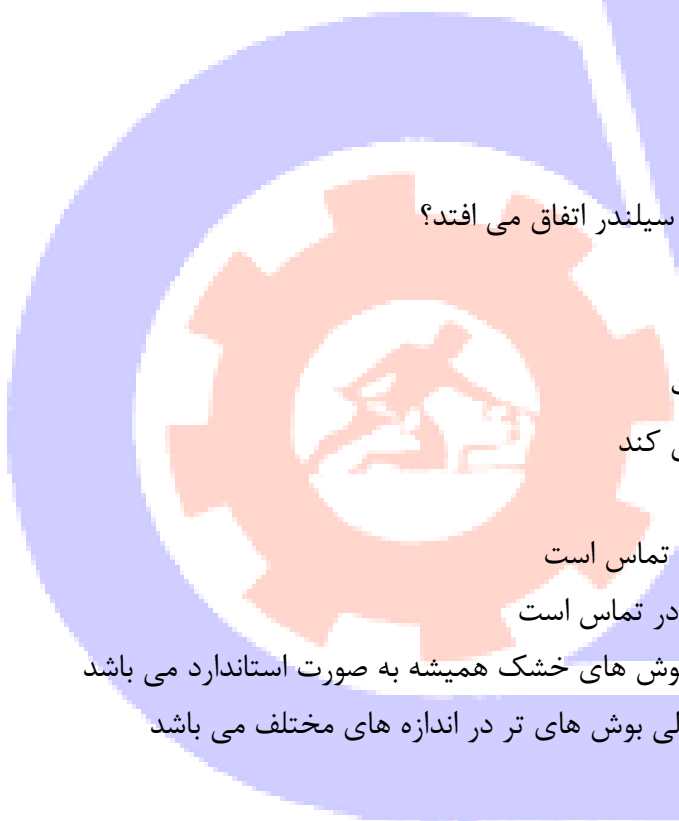 سیلندر اتفاق می افتد؟
کند
تماس است
در تماس است
وش های خشک همیشه به صورت استاندارد می باشد
لی بوش های تر در اندازه های مختلف می باشد